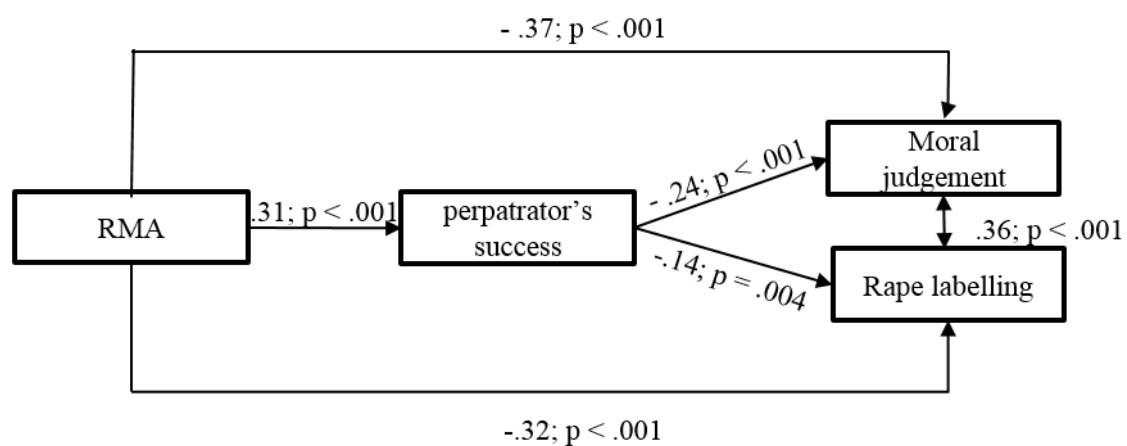 - .37; p < .001
Moral
judgement
- .24; p < .001
RMA
.31; p < .001
perpatrator’s
success
.36; p < .001
-.14; p = .004
Rape labelling
-.32; p < .001